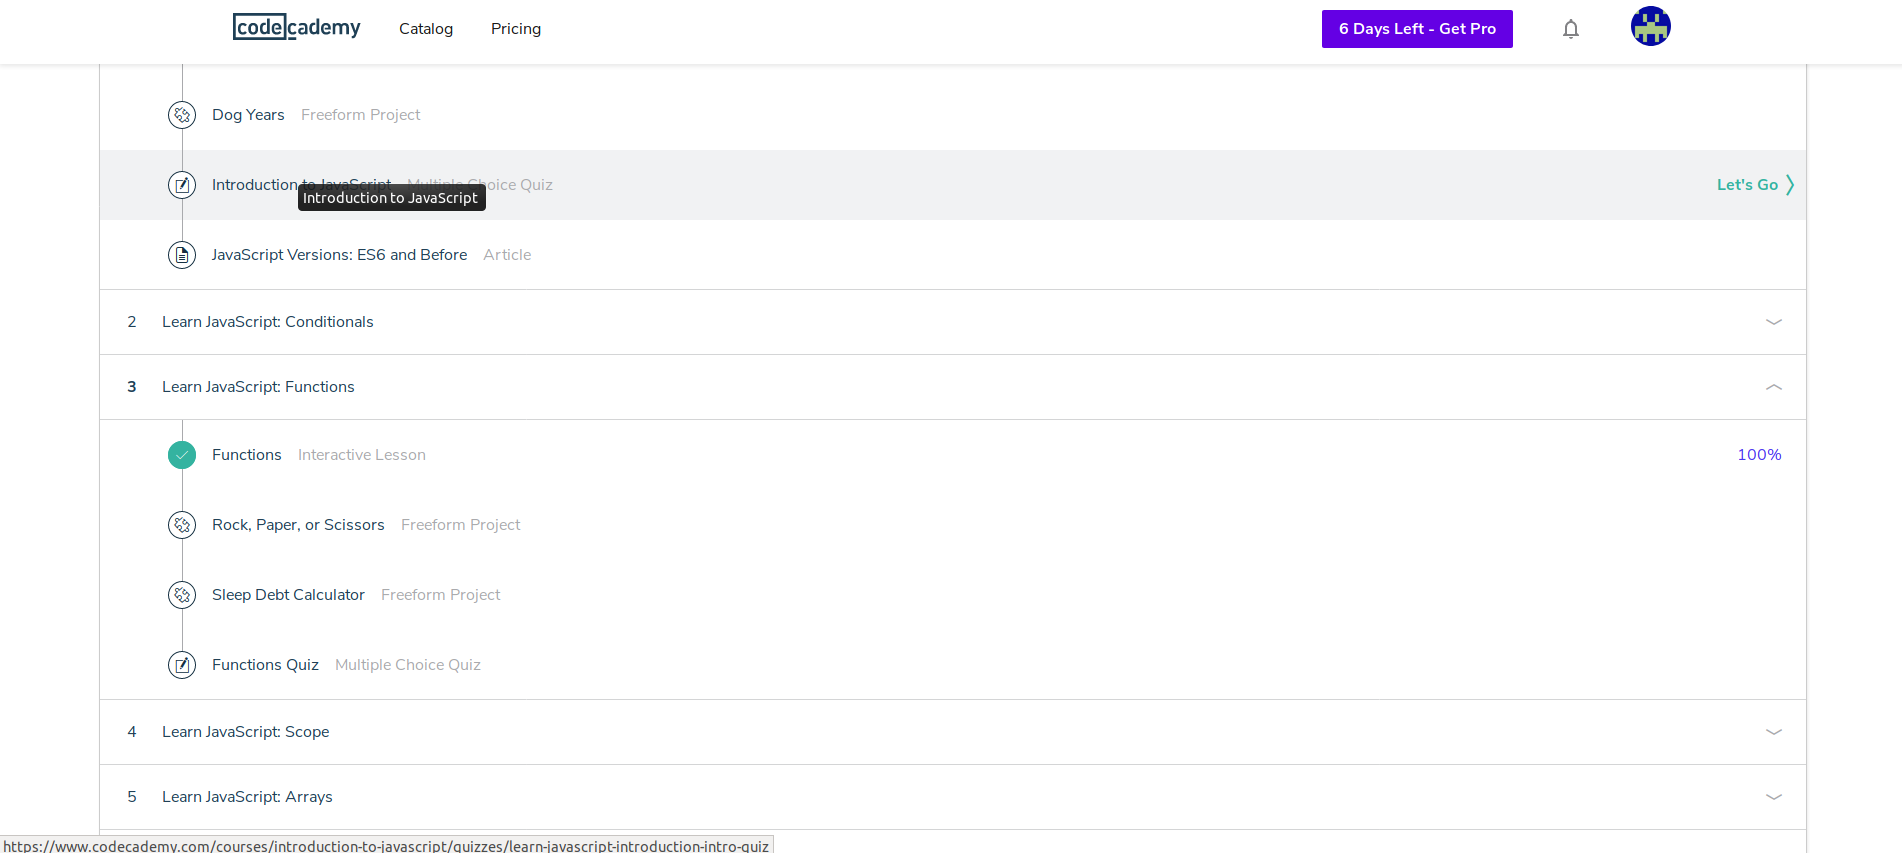 codecademy Catalog Pricing 6 Days Left - Get Pro
Dog Years Freeform Project
Introduction to JavaScript Multiple Choice Quiz Let's Go
Introduction to JavaScript
JavaScript Versions: ES6 and Before Article
2 Learn JavaScript: Conditionals
3 Learn JavaScript: Functions
Functions Interactive Lesson 100%
Rock, Paper, or Scissors Freeform Project
Sleep Debt Calculator Freeform Project
Functions Quiz Multiple Choice Quiz
4 Learn JavaScript: Scope
5 Learn JavaScript: Arrays
https://www.codecademy.com/courses/introduction-to-javascript/quizzes/learn-javascript-introduction-intro-quiz